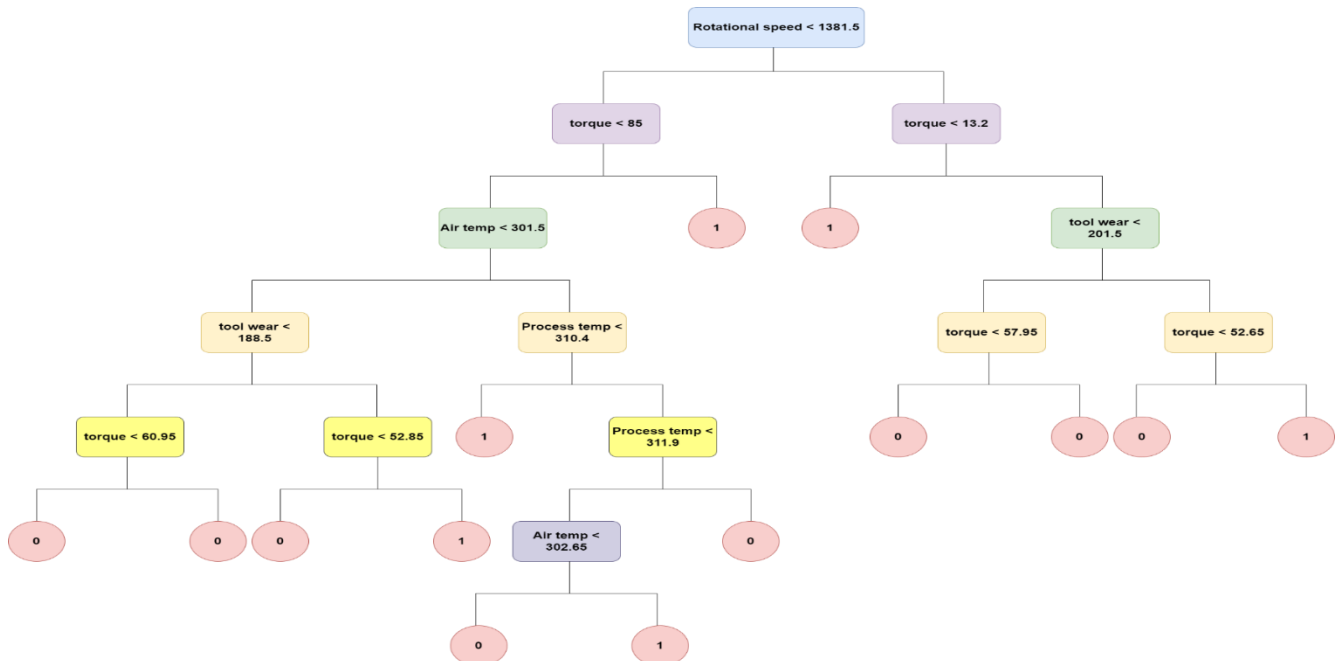 Rotational speed < 1381.5
torque < 85
torque < 13.2
Air temp < 301.5
1
1
tool wear <
201.5
tool wear <
188.5
Process temp <
310.4
torque < 57.95
torque < 52.65
torque < 60.95
torque < 52.85
1
Process temp <
311.9
0
0
0
1
0
0
0
1
Air temp <
302.65
0
0
1